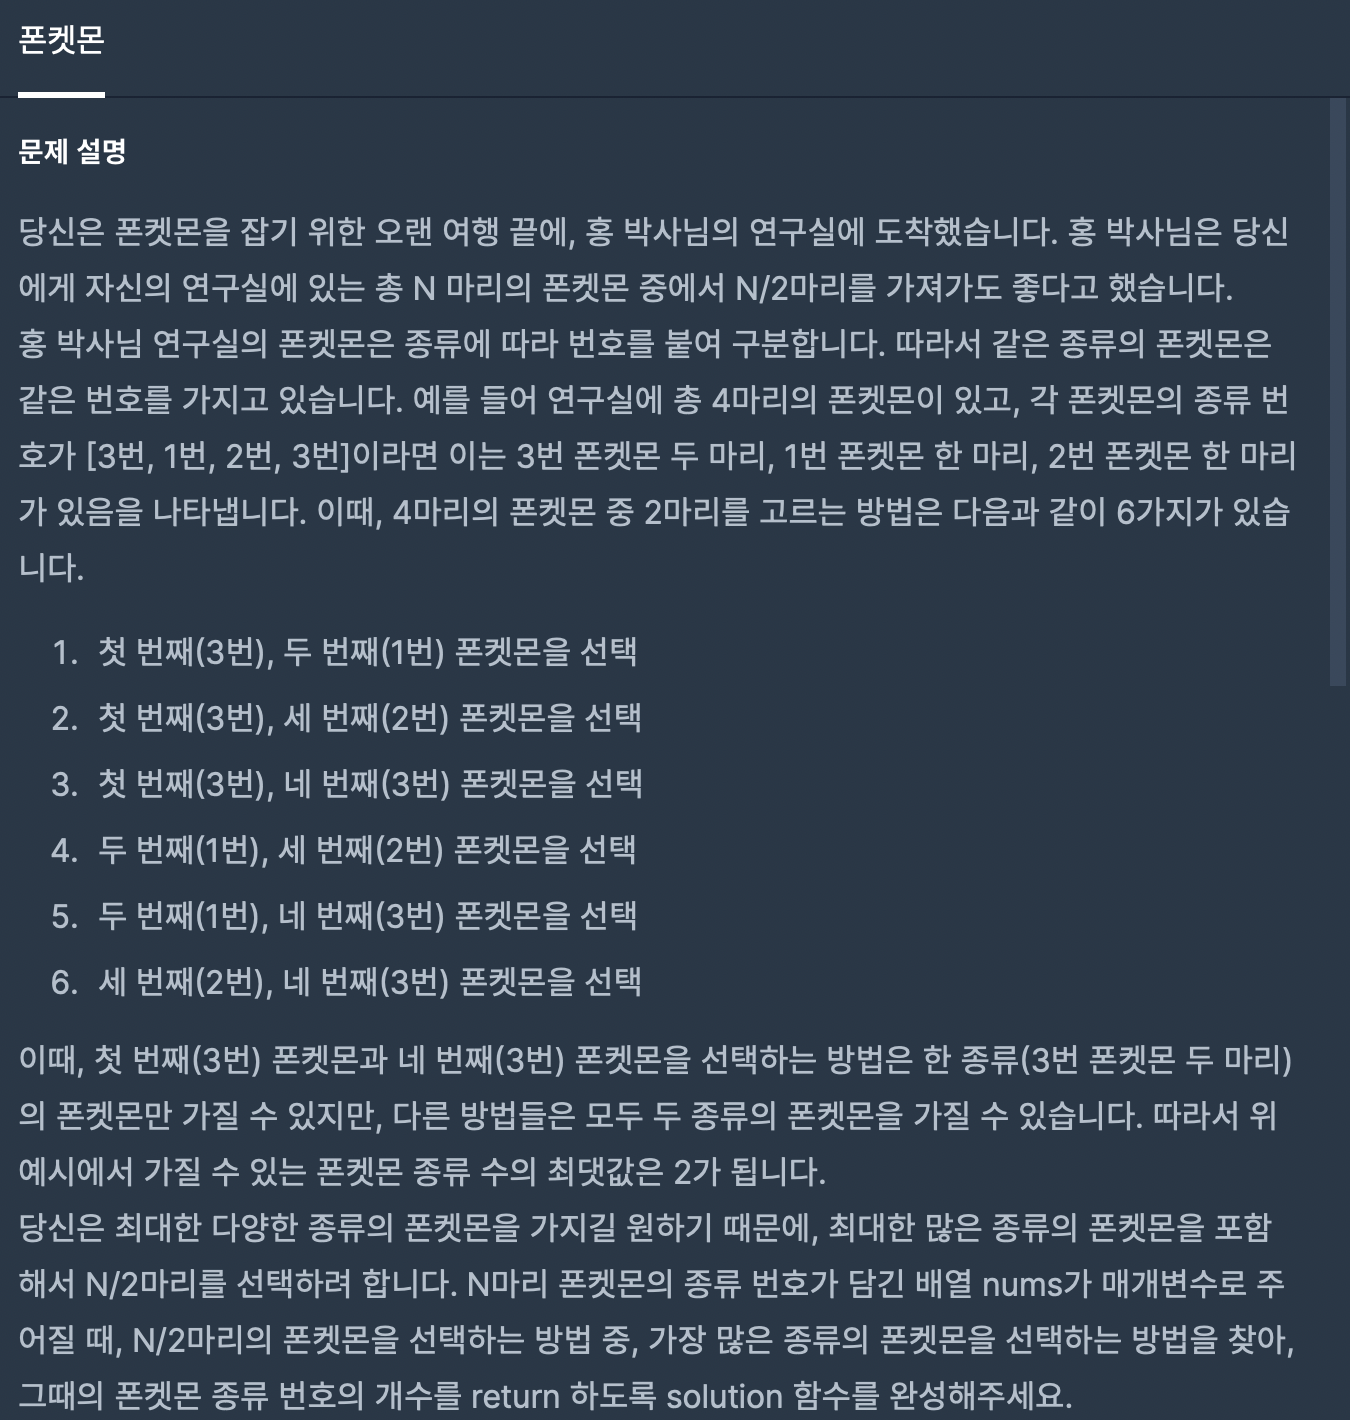 폰켓몬
문제 설명
당신은 폰켓몬을 잡기 위한 오랜 여행 끝에, 홍 박사님의 연구실에 도착했습니다. 홍 박사님은 당신
에게 자신의 연구실에 있는 총 N 마리의 폰켓몬 중에서 N/2마리를 가져가도 좋다고 했습니다.
홍 박사님 연구실의 폰켓몬은 종류에 따라 번호를 붙여 구분합니다. 따라서 같은 종류의 폰켓몬은
같은 번호를 가지고 있습니다. 예를 들어 연구실에 총 4마리의 폰켓몬이 있고, 각 폰켓몬의 종류 번
호가 [3번, 1번, 2번, 3번]이라면 이는 3번 폰켓몬 두 마리, 1번 폰켓몬 한 마리, 2번 폰켓몬 한 마리
가 있음을 나타냅니다. 이때, 4마리의 폰켓몬 중 2마리를 고르는 방법은 다음과 같이 6가지가 있습
니다.
1. 첫 번째(3번), 두 번째(1번) 폰켓몬을 선택
2. 첫 번째(3번), 세 번째(2번) 폰켓몬을 선택
3. 첫 번째(3번), 네 번째(3번) 폰켓몬을 선택
4. 두 번째(1번), 세 번째(2번) 폰켓몬을 선택
5. 두 번째(1번), 네 번째(3번) 폰켓몬을 선택
6. 세 번째(2번), 네 번째(3번) 폰켓몬을 선택
이때, 첫 번째(3번) 폰켓몬과 네 번째(3번) 폰켓몬을 선택하는 방법은 한 종류(3번 폰켓몬 두 마리)
의 폰켓몬만 가질 수 있지만, 다른 방법들은 모두 두 종류의 폰켓몬을 가질 수 있습니다. 따라서 위
예시에서 가질 수 있는 폰켓몬 종류 수의 최댓값은 2가 됩니다.
당신은 최대한 다양한 종류의 폰켓몬을 가지길 원하기 때문에, 최대한 많은 종류의 폰켓몬을 포함
해서 N/2마리를 선택하려 합니다. N마리 폰켓몬의 종류 번호가 담긴 배열 nums가 매개변수로 주
어질 때, N/2마리의 폰켓몬을 선택하는 방법 중, 가장 많은 종류의 폰켓몬을 선택하는 방법을 찾아,
그때의 폰켓몬 종류 번호의 개수를 return 하도록 solution 함수를 완성해주세요.